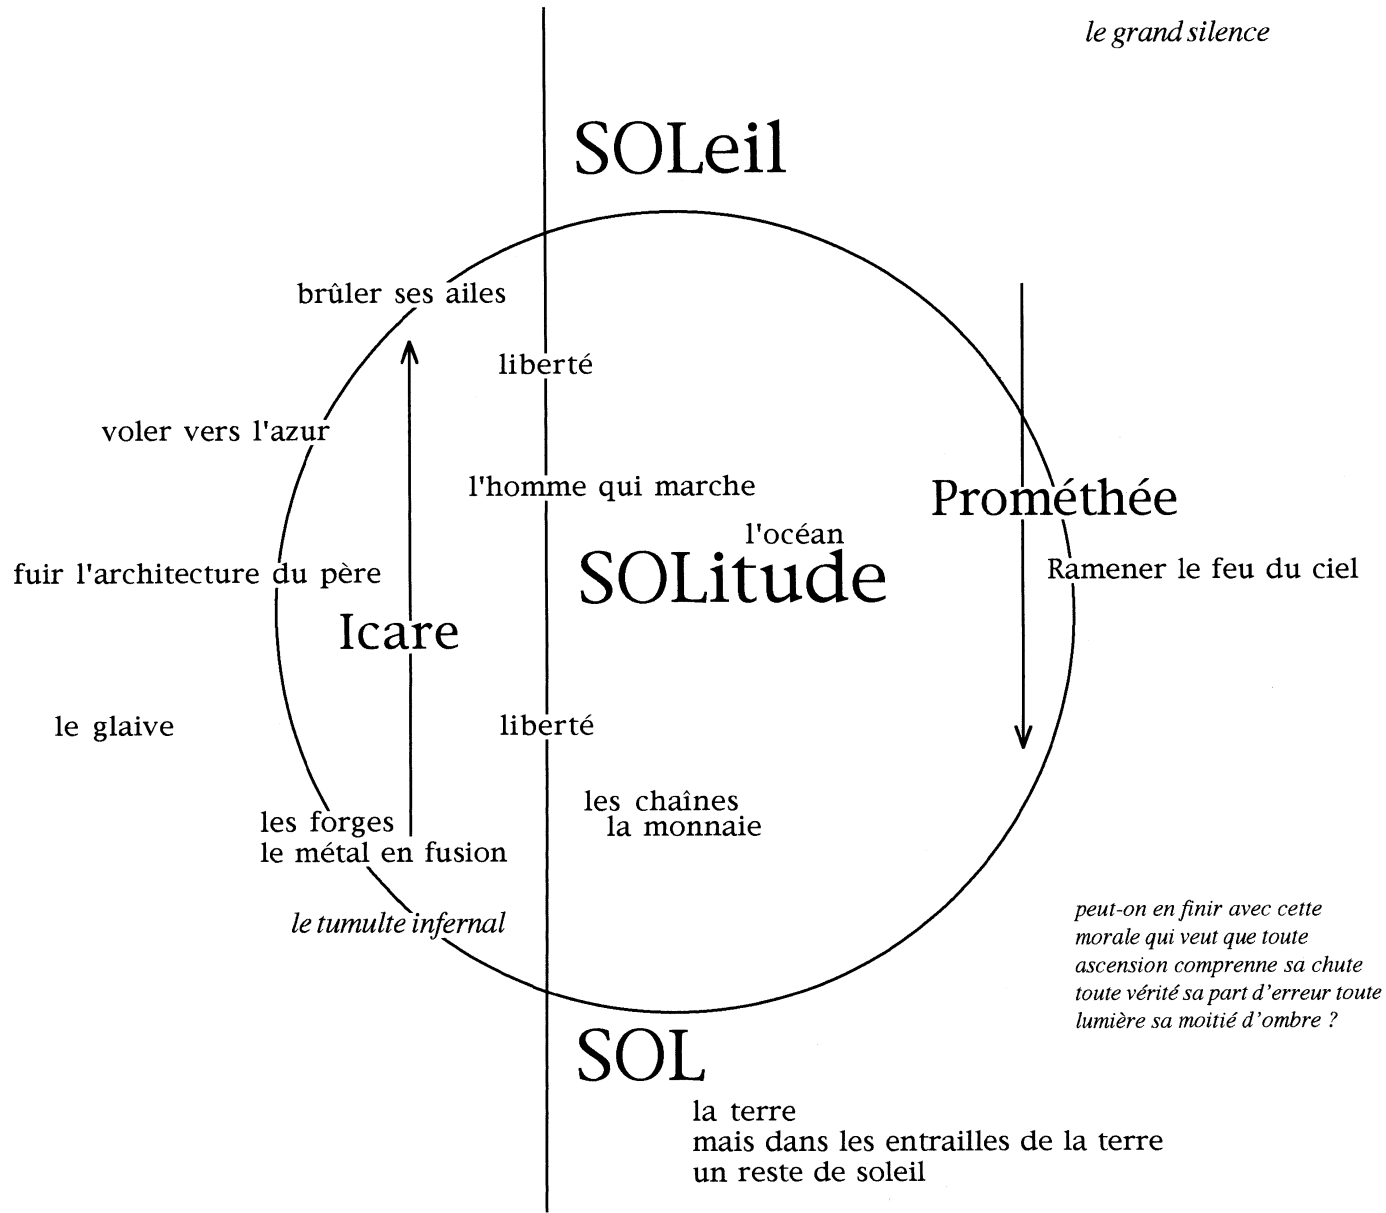 le grand silence
SOLeil
brûler ses ailes
liberté
voler vers l'azur
l'homme qui marche
Prométhée
l'océan
SOLitude
fuir l'architecture du père
Ramener le feu du ciel
Icare
le glaive
liberté
les chaînes
la monnaie
les forges
le métal en fusion
le tumulte infernal
peut-on en finir avec cette
morale qui veut que toute
ascension comprenne sa chute
toute vérité sa part d'erreur toute
lumière sa moitié d'ombre ?
SOL
la terre
mais dans les entrailles de la terre
un reste de soleil